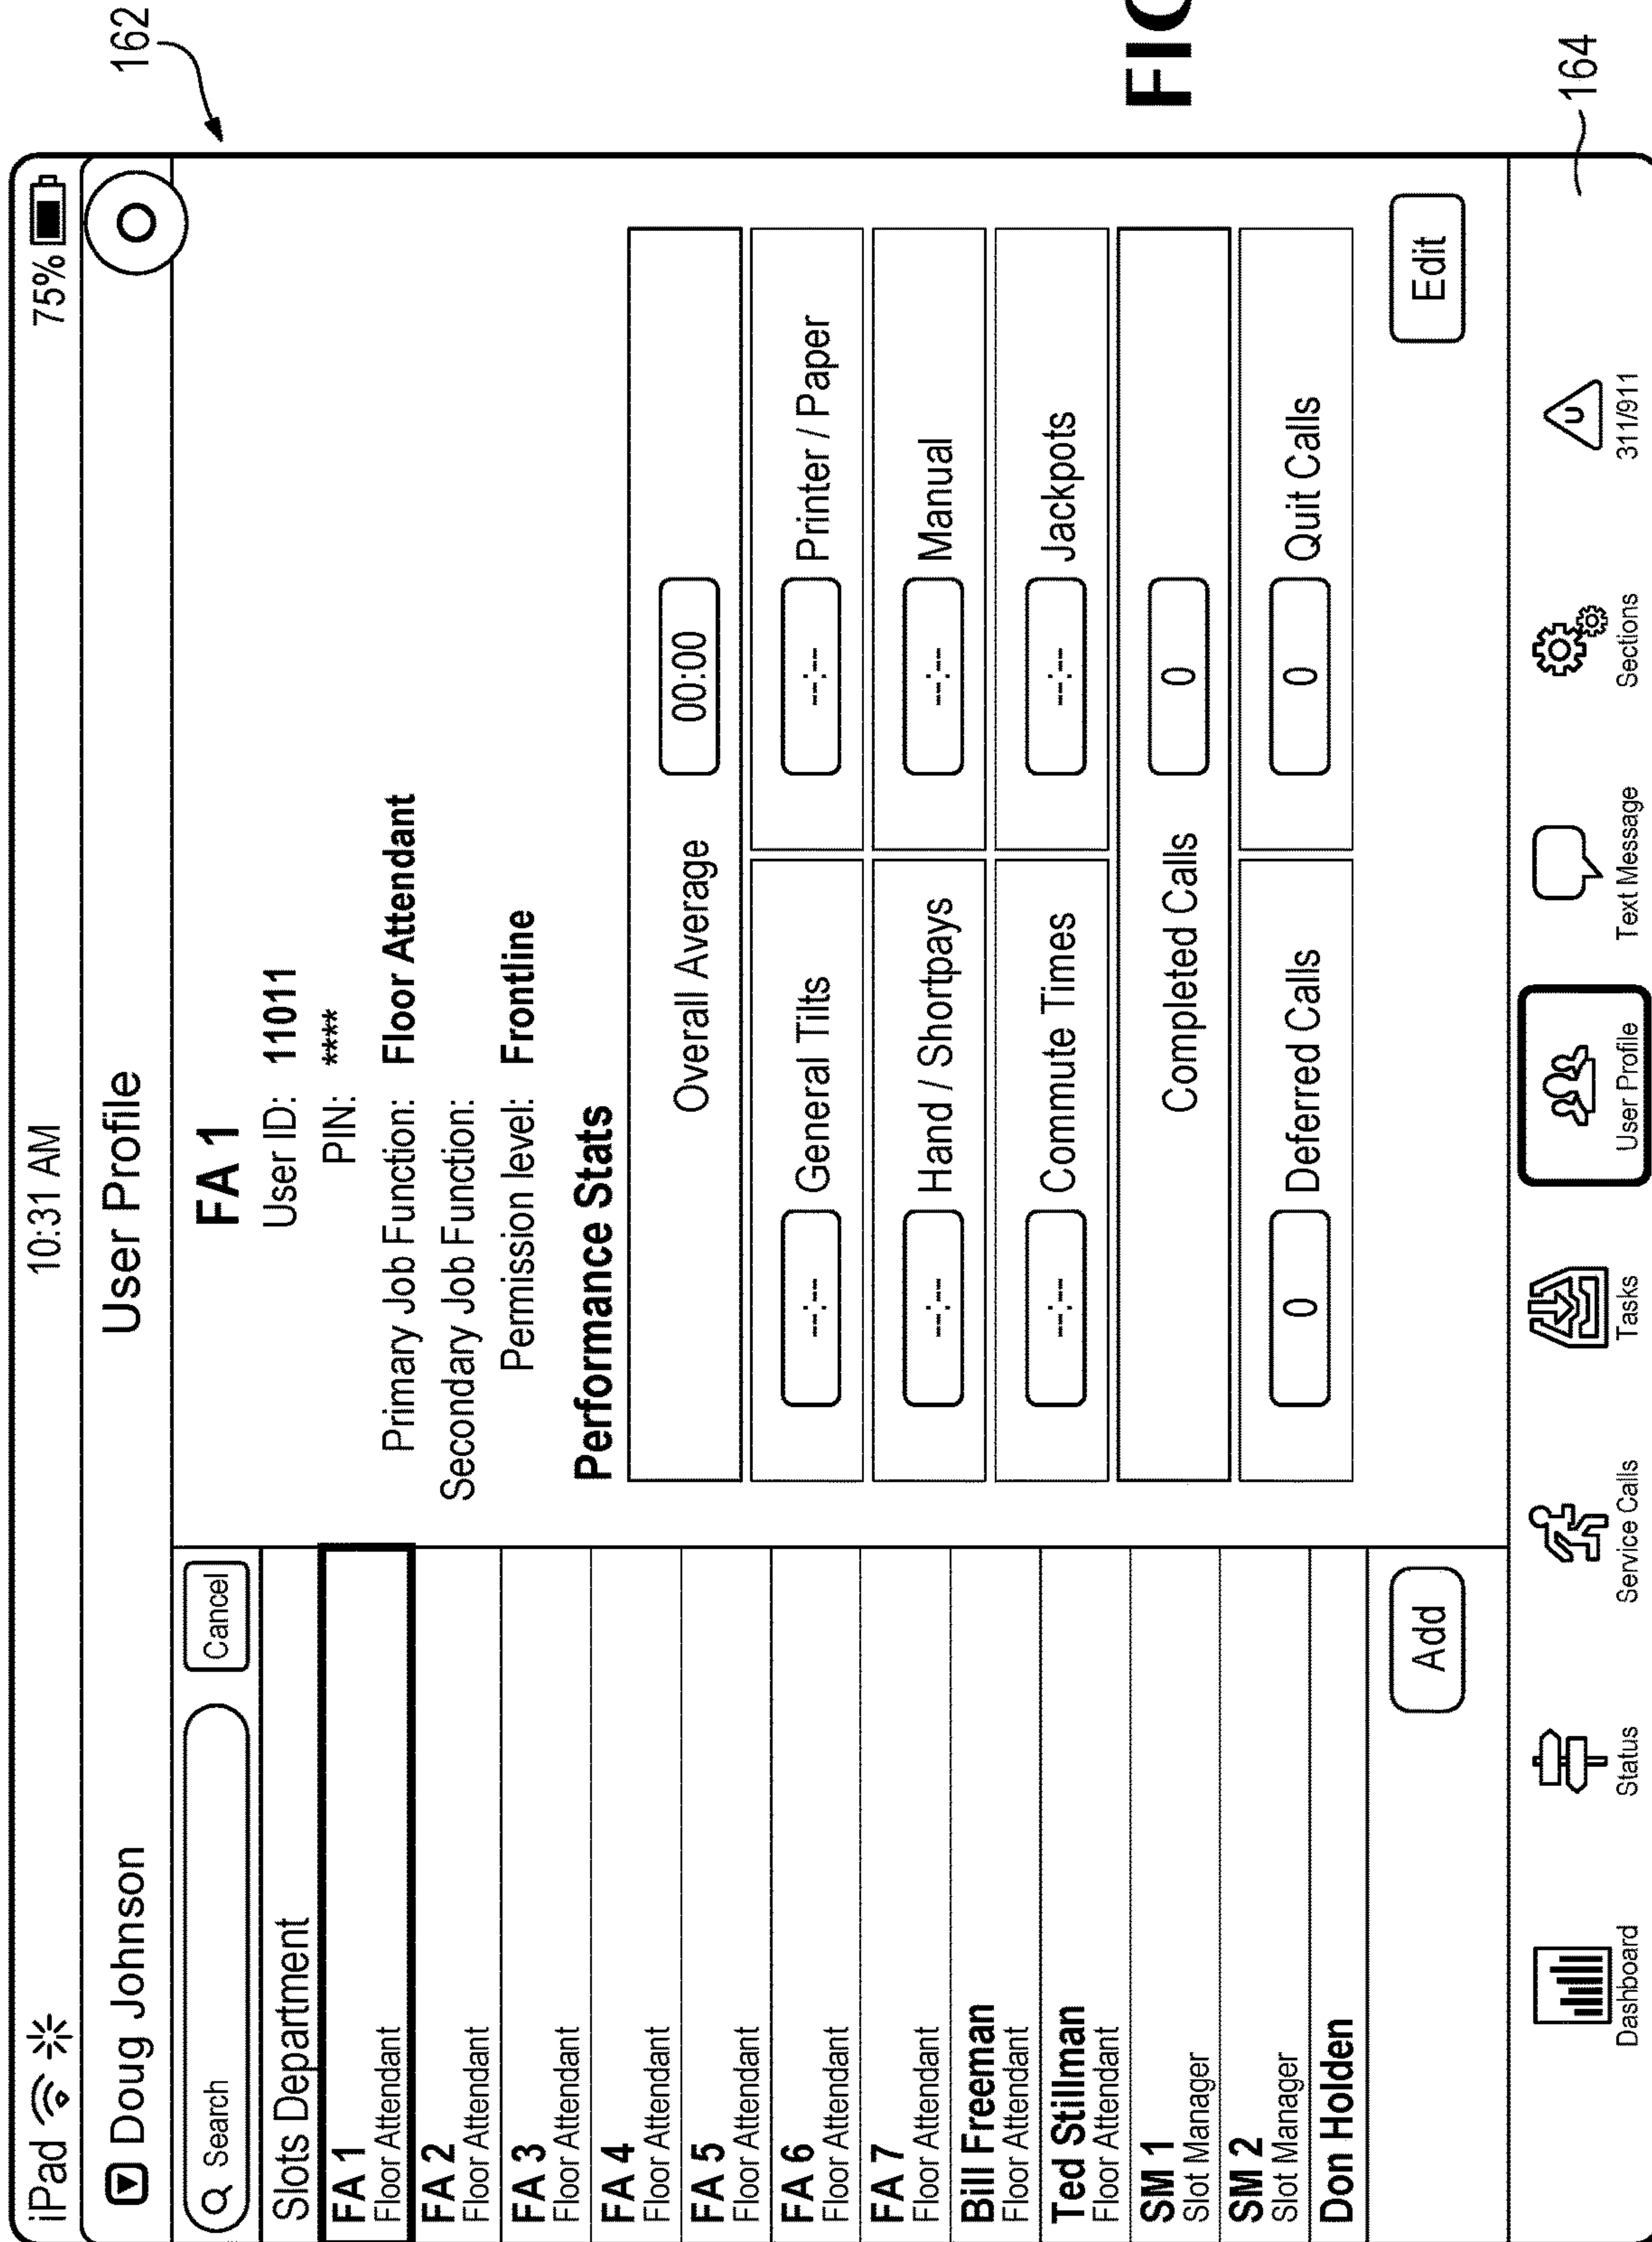 iPad 10:31 AM 75%
Doug Johnson User Profile
162
Search Cancel
Slots Department
FA 1
Floor Attendant
FA 2
Floor Attendant
FA 3
Floor Attendant
FA 4
Floor Attendant
FA 5
Floor Attendant
FA 6
Floor Attendant
FA 7
Floor Attendant
Bill Freeman
Floor Attendant
Ted Stillman
Floor Attendant
SM 1
Slot Manager
SM 2
Slot Manager
Don Holden
Add
FA 1
User ID: 11011
PIN: ****
Primary Job Function: Floor Attendant
Secondary Job Function:
Permission level: Frontline
Performance Stats
Overall Average 00:00
--:-- General Tilts --:-- Printer / Paper
--:-- Hand / Shortpays --:-- Manual
--:-- Commute Times --:-- Jackpots
Completed Calls 0
0 Deferred Calls 0 Quit Calls
Edit
Dashboard Status Service Calls Tasks User Profile Text Message Sections 311/911
164